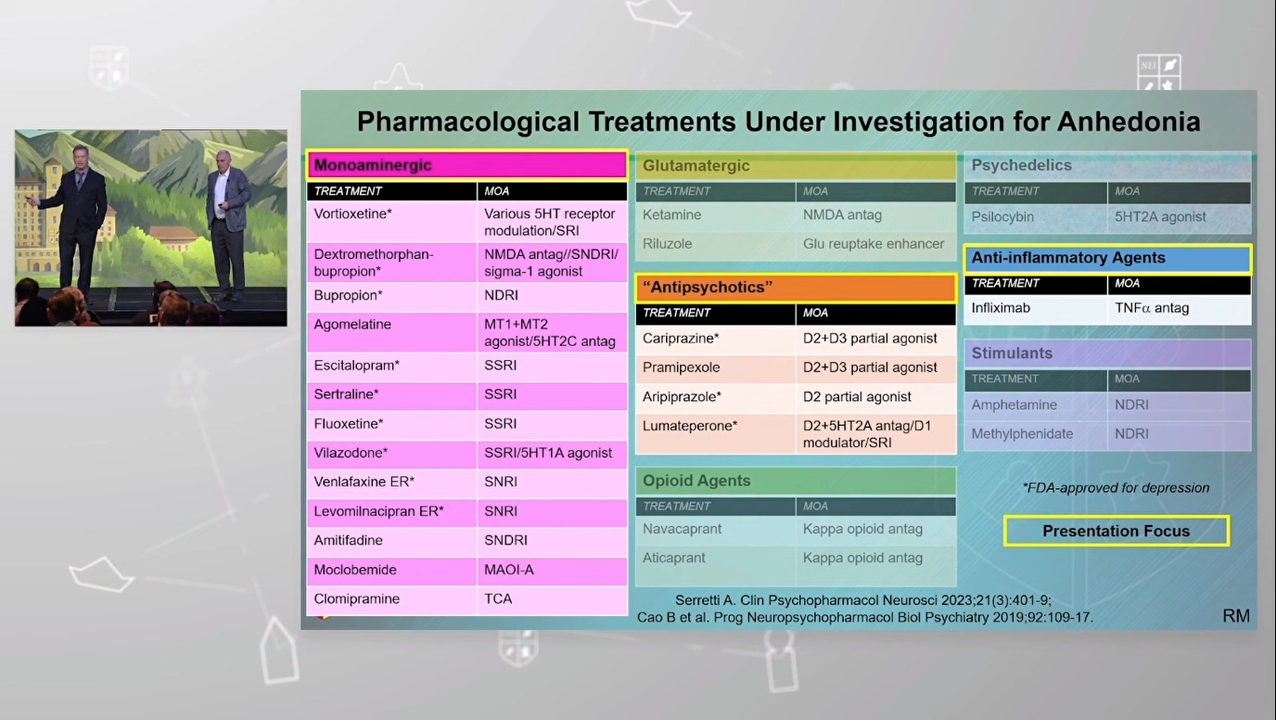 NEI
Pharmacological Treatments Under Investigation for Anhedonia
Monoaminergic
TREATMENT MOA
Vortioxetine* Various 5HT receptor
modulation/SRI
Dextromethorphan- NMDA antag//SNDRI/
bupropion* sigma-1 agonist
Bupropion* NDRI
Agomelatine MT1+MT2
agonist/5HT2C antag
Escitalopram* SSRI
Sertraline* SSRI
Fluoxetine* SSRI
Vilazodone* SSRI/5HT1A agonist
Venlafaxine ER* SNRI
Levomilnacipran ER* SNRI
Amitifadine SNDRI
Moclobemide MAOI-A
Clomipramine TCA
Glutamatergic
TREATMENT MOA
Ketamine NMDA antag
Riluzole Glu reuptake enhancer
“Antipsychotics”
TREATMENT MOA
Cariprazine* D2+D3 partial agonist
Pramipexole D2+D3 partial agonist
Aripiprazole* D2 partial agonist
Lumateperone* D2+5HT2A antag/D1
modulator/SRI
Opioid Agents
TREATMENT MOA
Navacaprant Kappa opioid antag
Aticaprant Kappa opioid antag
Psychedelics
TREATMENT MOA
Psilocybin 5HT2A agonist
Anti-inflammatory Agents
TREATMENT MOA
Infliximab TNFα antag
Stimulants
TREATMENT MOA
Amphetamine NDRI
Methylphenidate NDRI
*FDA-approved for depression
Presentation Focus
Serretti A. Clin Psychopharmacol Neurosci 2023;21(3):401-9;
Cao B et al. Prog Neuropsychopharmacol Biol Psychiatry 2019;92:109-17.
RM